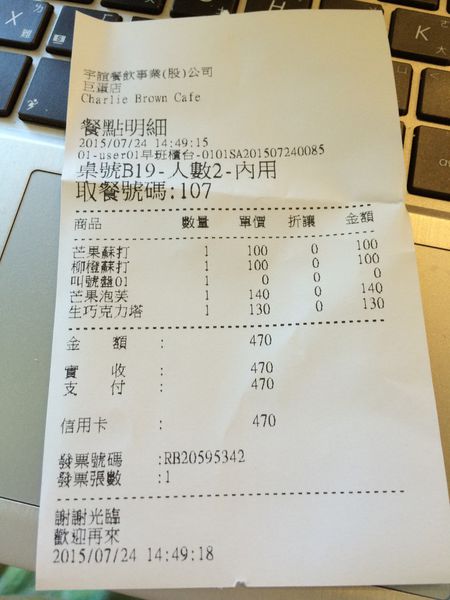 宇誼餐飲事業(股)公司
巨蛋店
Charlie Brown Cafe
餐點明細
2015/07/24 14:49:15
01-user01早班櫃台-0101SA201507240085
桌號B19-人數2-內用
取餐號碼:107
商品 數量 單價 折讓 金額
芒果蘇打 1 100 0 100
柳橙蘇打 1 100 0 100
叫號盤01 1 0 0 0
芒果泡芙 1 140 0 140
生巧克力塔 1 130 0 130
金 額 : 470
實 收 : 470
支 付 : 470
信用卡 : 470
發票號碼 :RB20595342
發票張數 :1
謝謝光臨
歡迎再來
2015/07/24 14:49:18